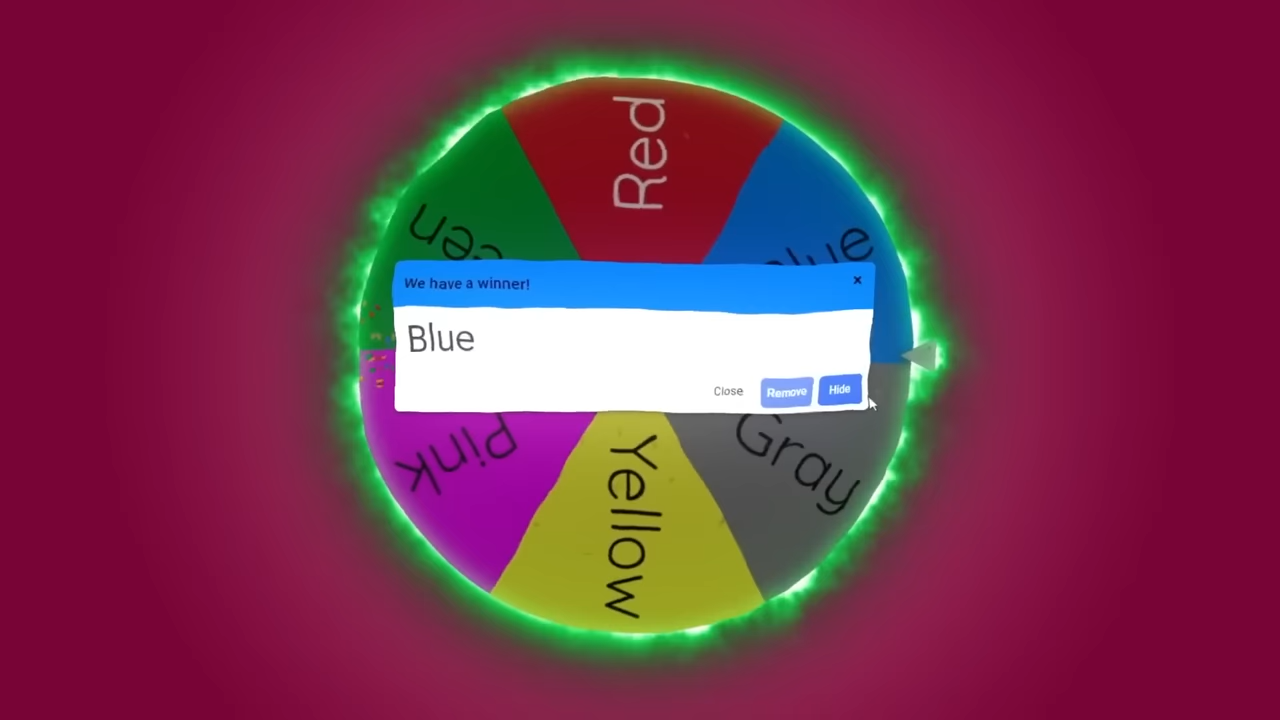 Red
We have a winner!
Blue
Close
Remove
Hide
Pink
Gray
Yellow